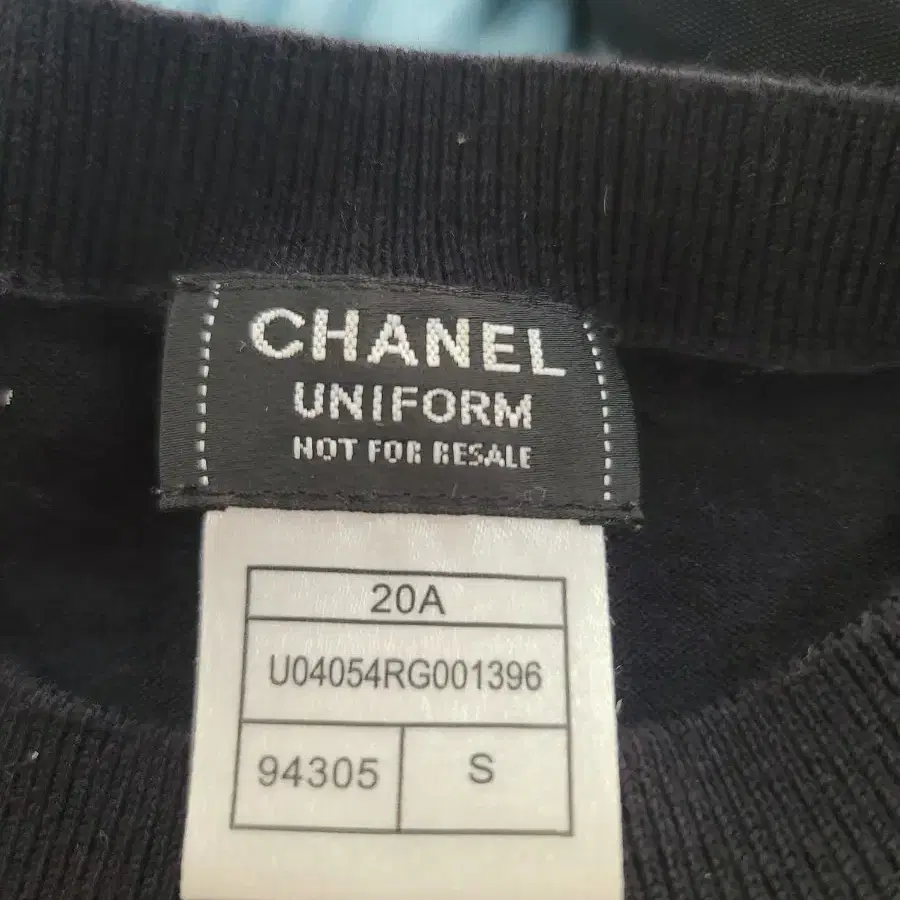 CHANEL
UNIFORM
NOT FOR RESALE
20A
U04054RG001396
94305 S